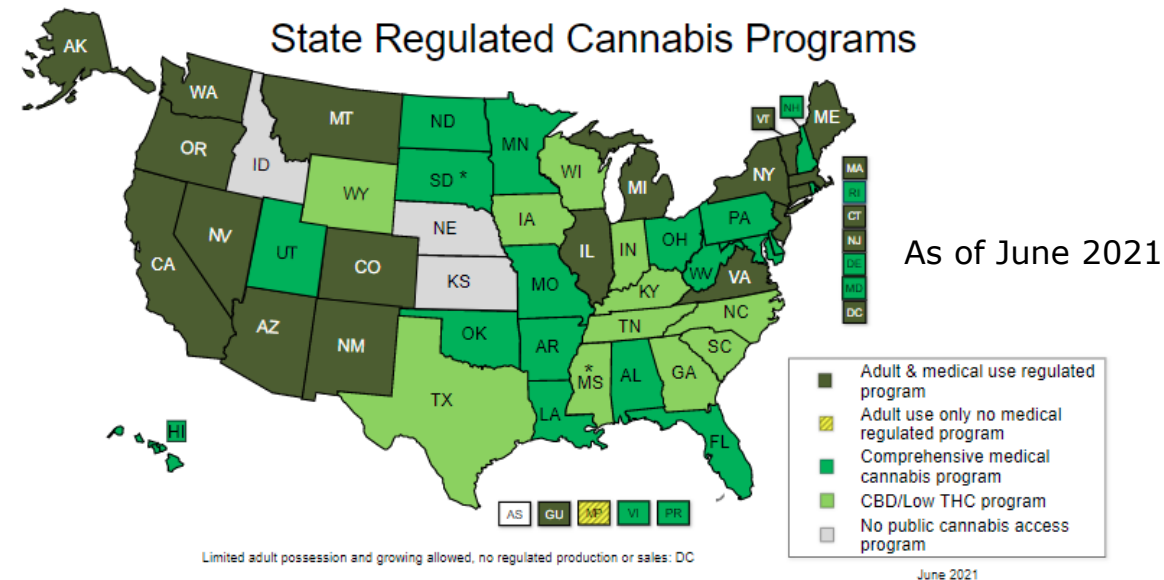 State Regulated Cannabis Programs
AK
WA
OR
CA
NV
ID
MT
WY
UT
AZ
CO
NM
ND
SD *
NE
KS
OK
TX
MN
IA
MO
AR
LA
WI
IL
MI
IN
OH
KY
TN
*
MS
AL
GA
FL
SC
NC
VA
WV
PA
NY
VT
NH
ME
MA
RI
CT
NJ
DE
MD
DC
HI
As of June 2021
Adult & medical use regulated
program
Adult use only no medical
regulated program
Comprehensive medical
cannabis program
CBD/Low THC program
No public cannabis access
program
AS
GU
MP
VI
PR
Limited adult possession and growing allowed, no regulated production or sales: DC
June 2021